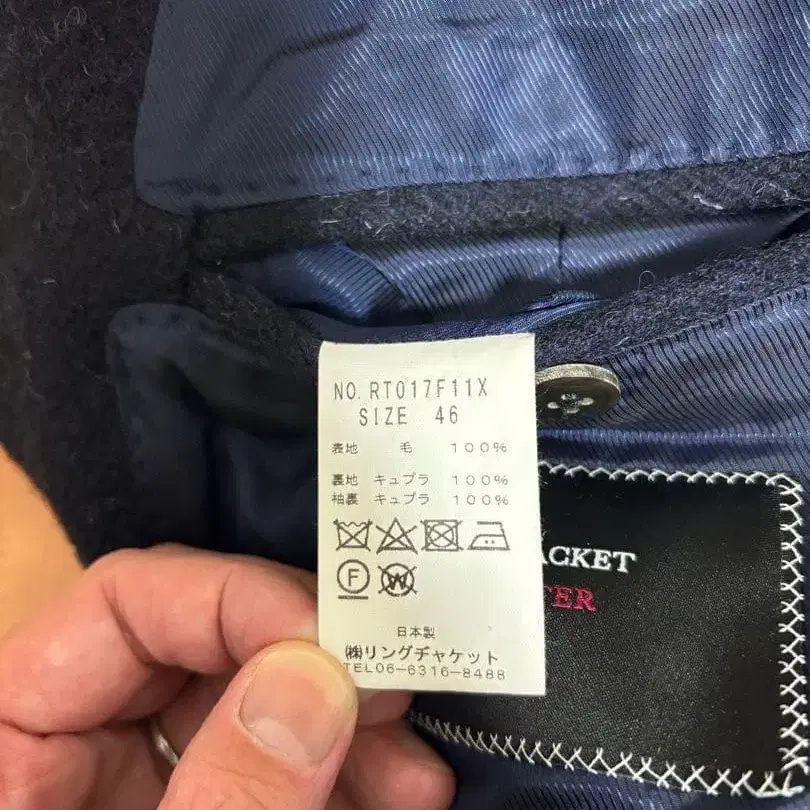 NO. RT017F11X
SIZE 46
表地 毛 100%
裏地 キュプラ 100%
袖裏 キュプラ 100%
F
W
日本製
㈱リングヂャケット
TEL06-6316-8488
ACKET
TER